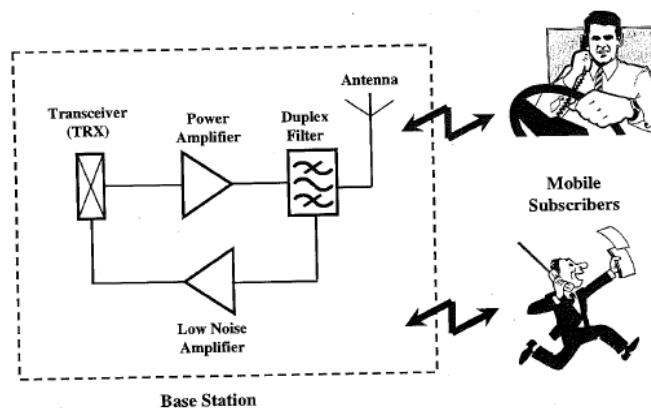 Antenna
Transceiver
(TRX)
Power
Amplifier
Duplex
Filter
Mobile
Subscribers
Low Noise
Amplifier
Base Station